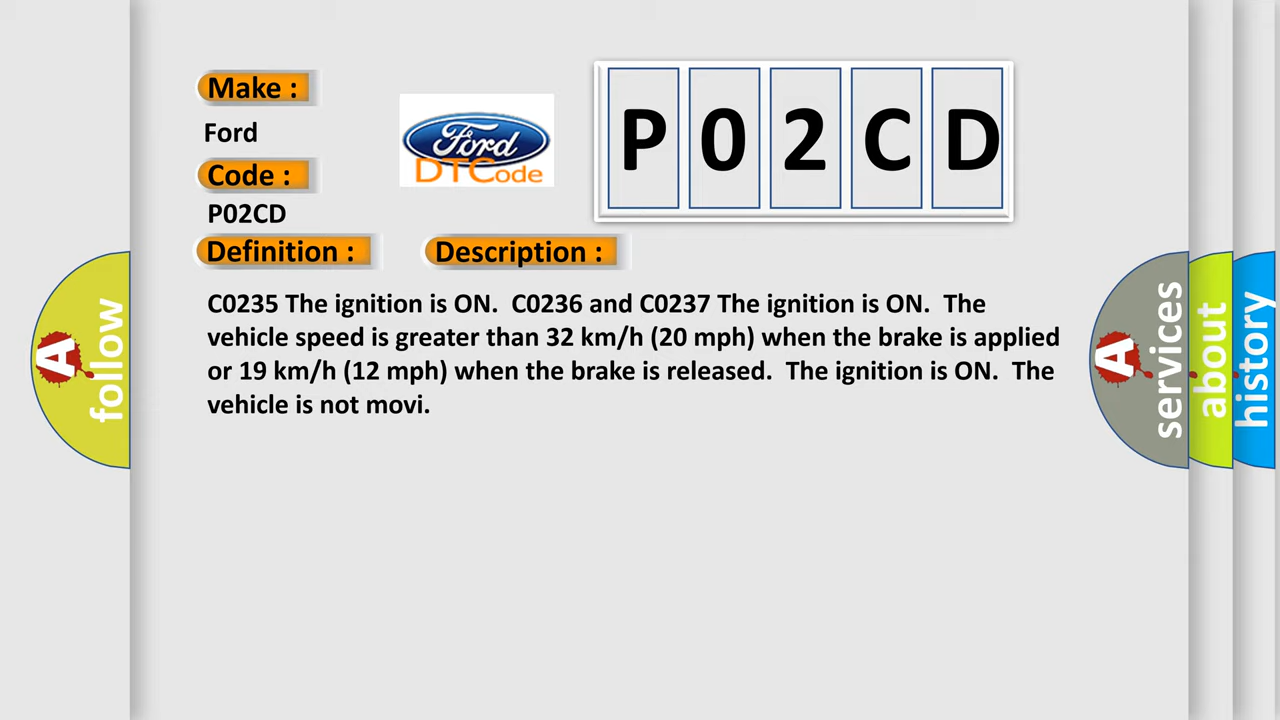 Make :
Ford
Code :
P02CD
Definition :
Description :
Ford
DTCode
P02CD
C0235 The ignition is ON.  C0236 and C0237 The ignition is ON.  The
vehicle speed is greater than 32 km/h (20 mph) when the brake is applied
or 19 km/h (12 mph) when the brake is released.  The ignition is ON.  The
vehicle is not movi.
A
follow
A
services
about
history